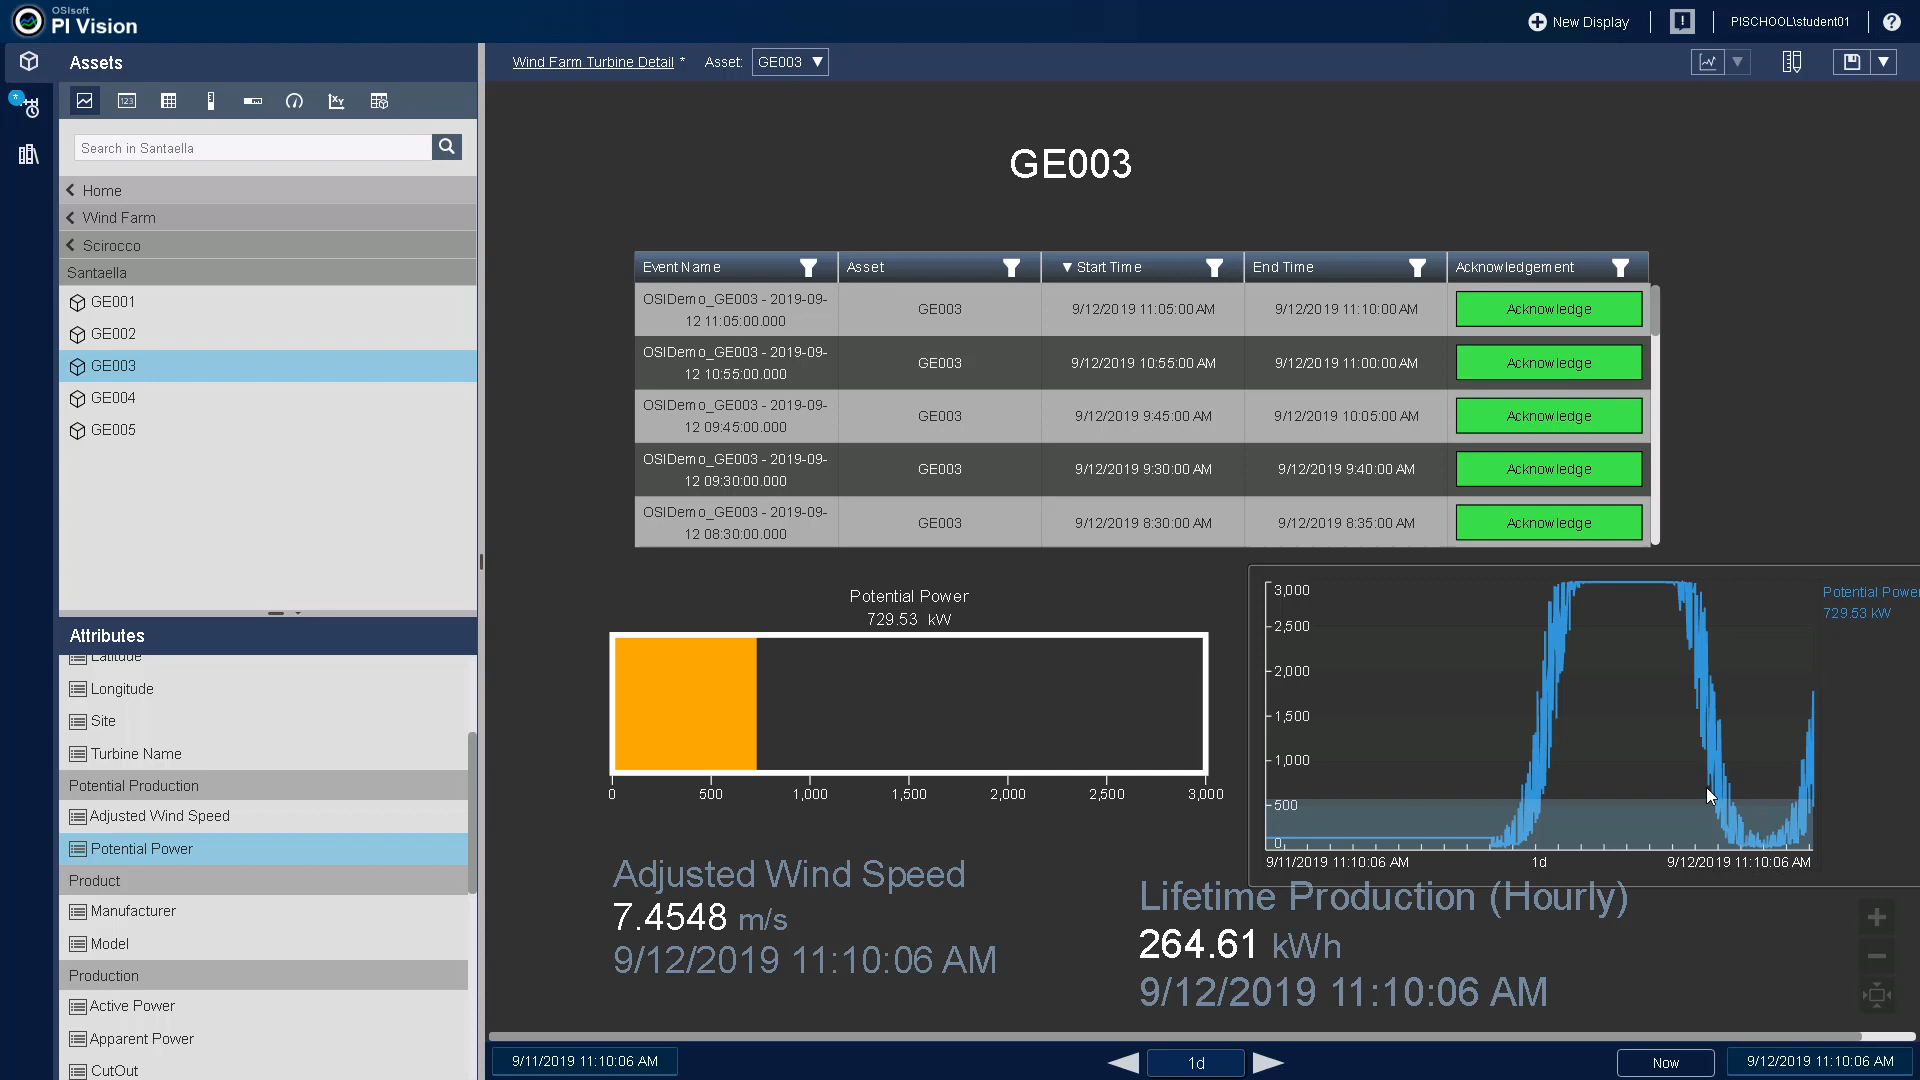 OSIsoft
PI Vision
New Display
PISCHOOL\student01
Assets
Wind Farm Turbine Detail *
Asset:
GE003
Search in Santaella
Home
Wind Farm
Scirocco
Santaella
GE001
GE002
GE003
GE004
GE005
Attributes
Latitude
Longitude
Site
Turbine Name
Potential Production
Adjusted Wind Speed
Potential Power
Product
Manufacturer
Model
Production
Active Power
Apparent Power
CutOut
GE003
Event Name Asset Start Time End Time Acknowledgement
OSIDemo_GE003 - 2019-09-
12 11:05:00.000
GE003 9/12/2019 11:05:00 AM 9/12/2019 11:10:00 AM Acknowledge
OSIDemo_GE003 - 2019-09-
12 10:55:00.000
GE003 9/12/2019 10:55:00 AM 9/12/2019 11:00:00 AM Acknowledge
OSIDemo_GE003 - 2019-09-
12 09:45:00.000
GE003 9/12/2019 9:45:00 AM 9/12/2019 10:05:00 AM Acknowledge
OSIDemo_GE003 - 2019-09-
12 09:30:00.000
GE003 9/12/2019 9:30:00 AM 9/12/2019 9:40:00 AM Acknowledge
OSIDemo_GE003 - 2019-09-
12 08:30:00.000
GE003 9/12/2019 8:30:00 AM 9/12/2019 8:35:00 AM Acknowledge
Potential Power
729.53 kW
0 500 1,000 1,500 2,000 2,500 3,000
3,000
2,500
2,000
1,500
1,000
500
0
9/11/2019 11:10:06 AM 1d 9/12/2019 11:10:06 AM
Potential Power
729.53 kW
Adjusted Wind Speed
7.4548 m/s
9/12/2019 11:10:06 AM
Lifetime Production (Hourly)
264.61 kWh
9/12/2019 11:10:06 AM
9/11/2019 11:10:06 AM
1d
Now
9/12/2019 11:10:06 AM